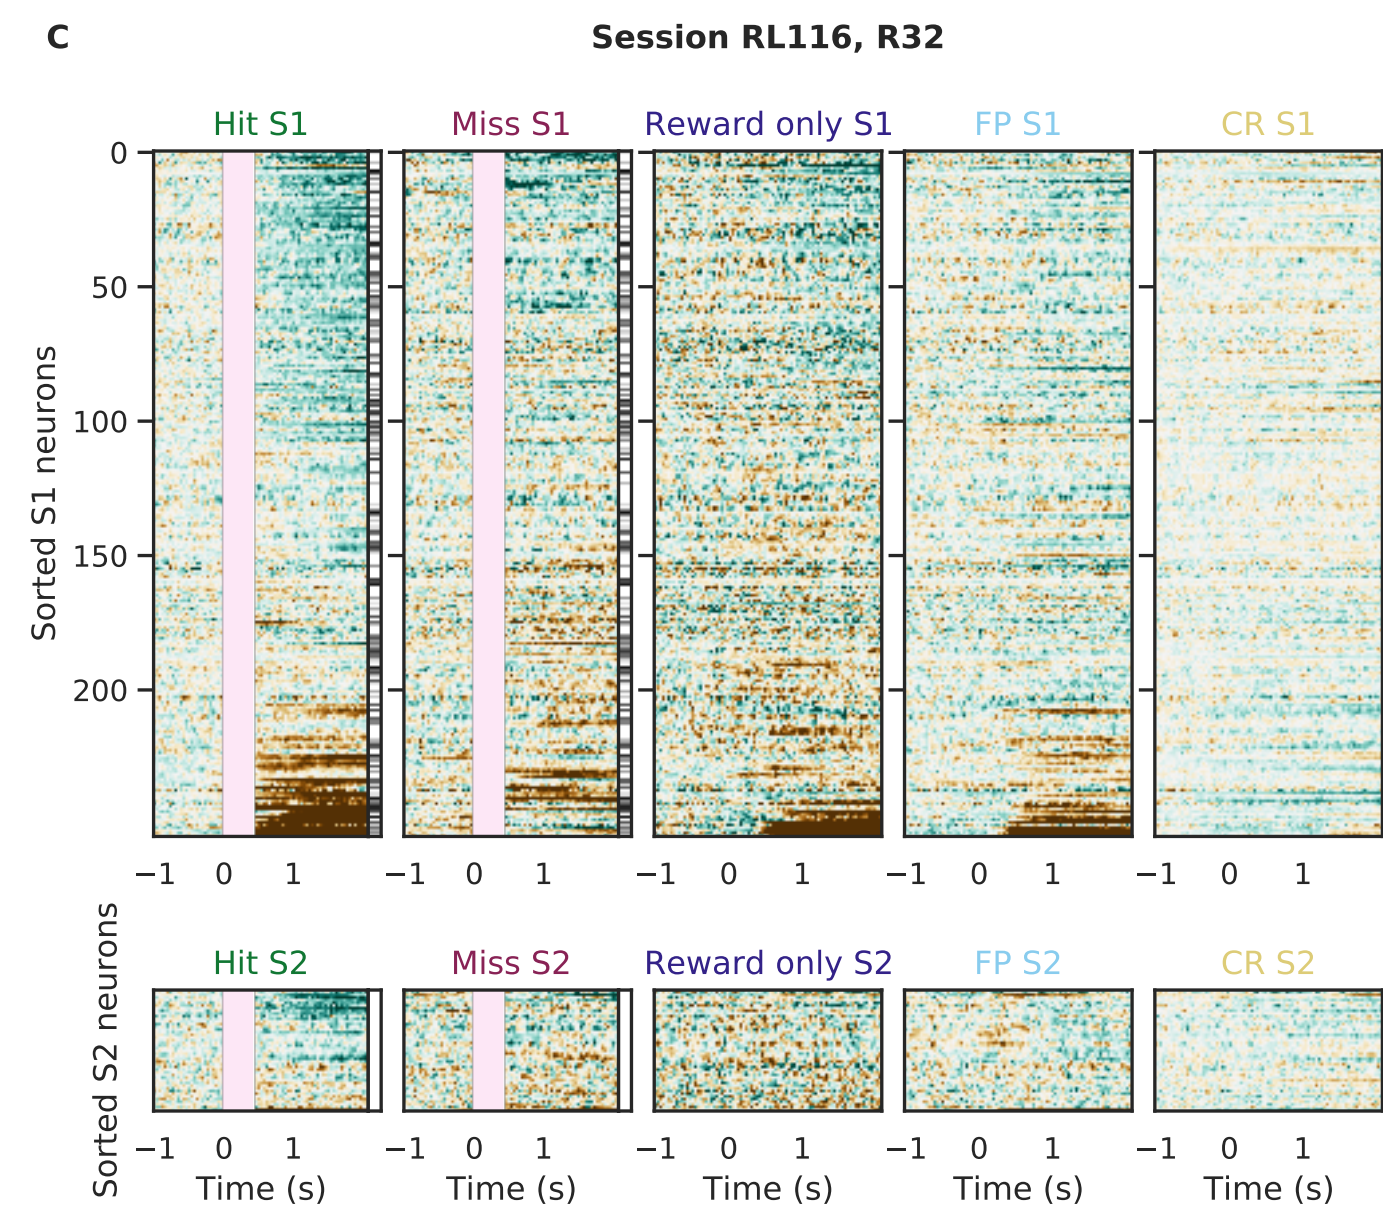 C
Session RL116, R32
Hit S1
Miss S1
Reward only S1
FP S1
CR S1
Sorted S1 neurons
0
50
100
150
200
−1 0 1
−1 0 1
−1 0 1
−1 0 1
−1 0 1
Sorted S2 neurons
Hit S2
Miss S2
Reward only S2
FP S2
CR S2
−1 0 1
−1 0 1
−1 0 1
−1 0 1
−1 0 1
Time (s)
Time (s)
Time (s)
Time (s)
Time (s)